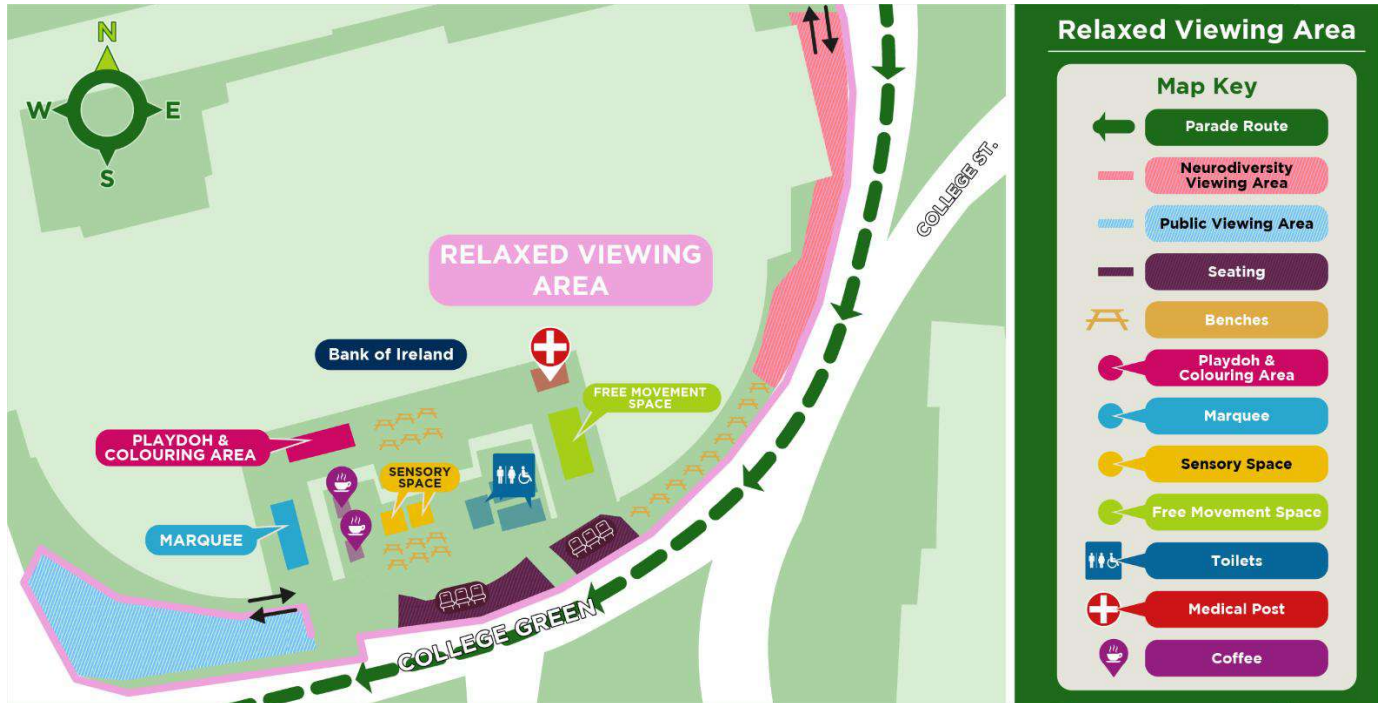 N
W
E
S
COLLEGE ST.
RELAXED VIEWING
AREA
Bank of Ireland
FREE MOVEMENT
SPACE
PLAYDOH &
COLOURING AREA
SENSORY
SPACE
MARQUEE
COLLEGE GREEN
Relaxed Viewing Area
Map Key
Parade Route
Neurodiversity
Viewing Area
Public Viewing Area
Seating
Benches
Playdoh &
Colouring Area
Marquee
Sensory Space
Free Movement Space
Toilets
Medical Post
Coffee